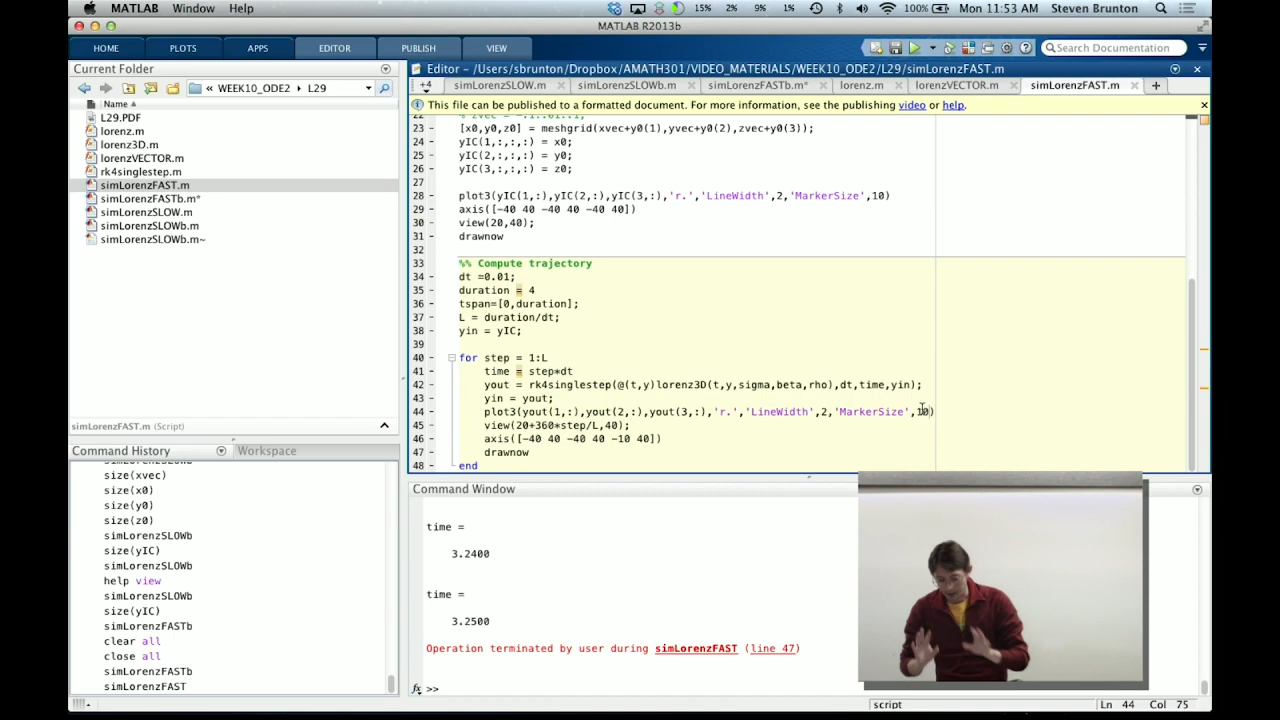 MATLAB Window Help 15% 2% 9% 1% 100% Mon 11:53 AM Steven Brunton
MATLAB R2013b
HOME PLOTS APPS EDITOR PUBLISH VIEW Search Documentation
Current Folder
Editor - /Users/sbrunton/Dropbox/AMATH301/VIDEO_MATERIALS/WEEK10_ODE2/L29/simLorenzFAST.m
« WEEK10_ODE2 ▸ L29
+4 simLorenzSLOW.m simLorenzSLOWb.m simLorenzFASTb.m* lorenz.m lorenzVECTOR.m simLorenzFAST.m
Name
This file can be published to a formatted document. For more information, see the publishing video or help.
L29.PDF
lorenz.m
lorenz3D.m
lorenzVECTOR.m
rk4singlestep.m
simLorenzFAST.m
simLorenzFASTb.m*
simLorenzSLOW.m
simLorenzSLOWb.m
simLorenzSLOWb.m~
22 % zvec = -.1:.01:.1;
23 [x0,y0,z0] = meshgrid(xvec+y0(1),yvec+y0(2),zvec+y0(3));
24 yIC(1,:,:,:) = x0;
25 yIC(2,:,:,:) = y0;
26 yIC(3,:,:,:) = z0;
27
28 plot3(yIC(1,:),yIC(2,:),yIC(3,:),'r.','LineWidth',2,'MarkerSize',10)
29 axis([-40 40 -40 40 -40 40])
30 view(20,40);
31 drawnow
32
33 %% Compute trajectory
34 dt =0.01;
35 duration = 4
36 tspan=[0,duration];
37 L = duration/dt;
38 yin = yIC;
39
40 for step = 1:L
41 time = step*dt
42 yout = rk4singlestep(@(t,y)lorenz3D(t,y,sigma,beta,rho),dt,time,yin);
43 yin = yout;
44 plot3(yout(1,:),yout(2,:),yout(3,:),'r.','LineWidth',2,'MarkerSize',10)
45 view(20+360*step/L,40);
46 axis([-40 40 -40 40 -10 40])
47 drawnow
48 end
simLorenzFAST.m (Script)
Command History Workspace
simLorenzSLOWb
size(xvec)
size(x0)
size(y0)
size(z0)
simLorenzSLOWb
size(yIC)
simLorenzSLOWb
help view
simLorenzSLOWb
size(yIC)
simLorenzFASTb
clear all
close all
simLorenzFASTb
simLorenzFAST
Command Window
time =
3.2400
time =
3.2500
Operation terminated by user during simLorenzFAST (line 47)
fx >>
script Ln 44 Col 75